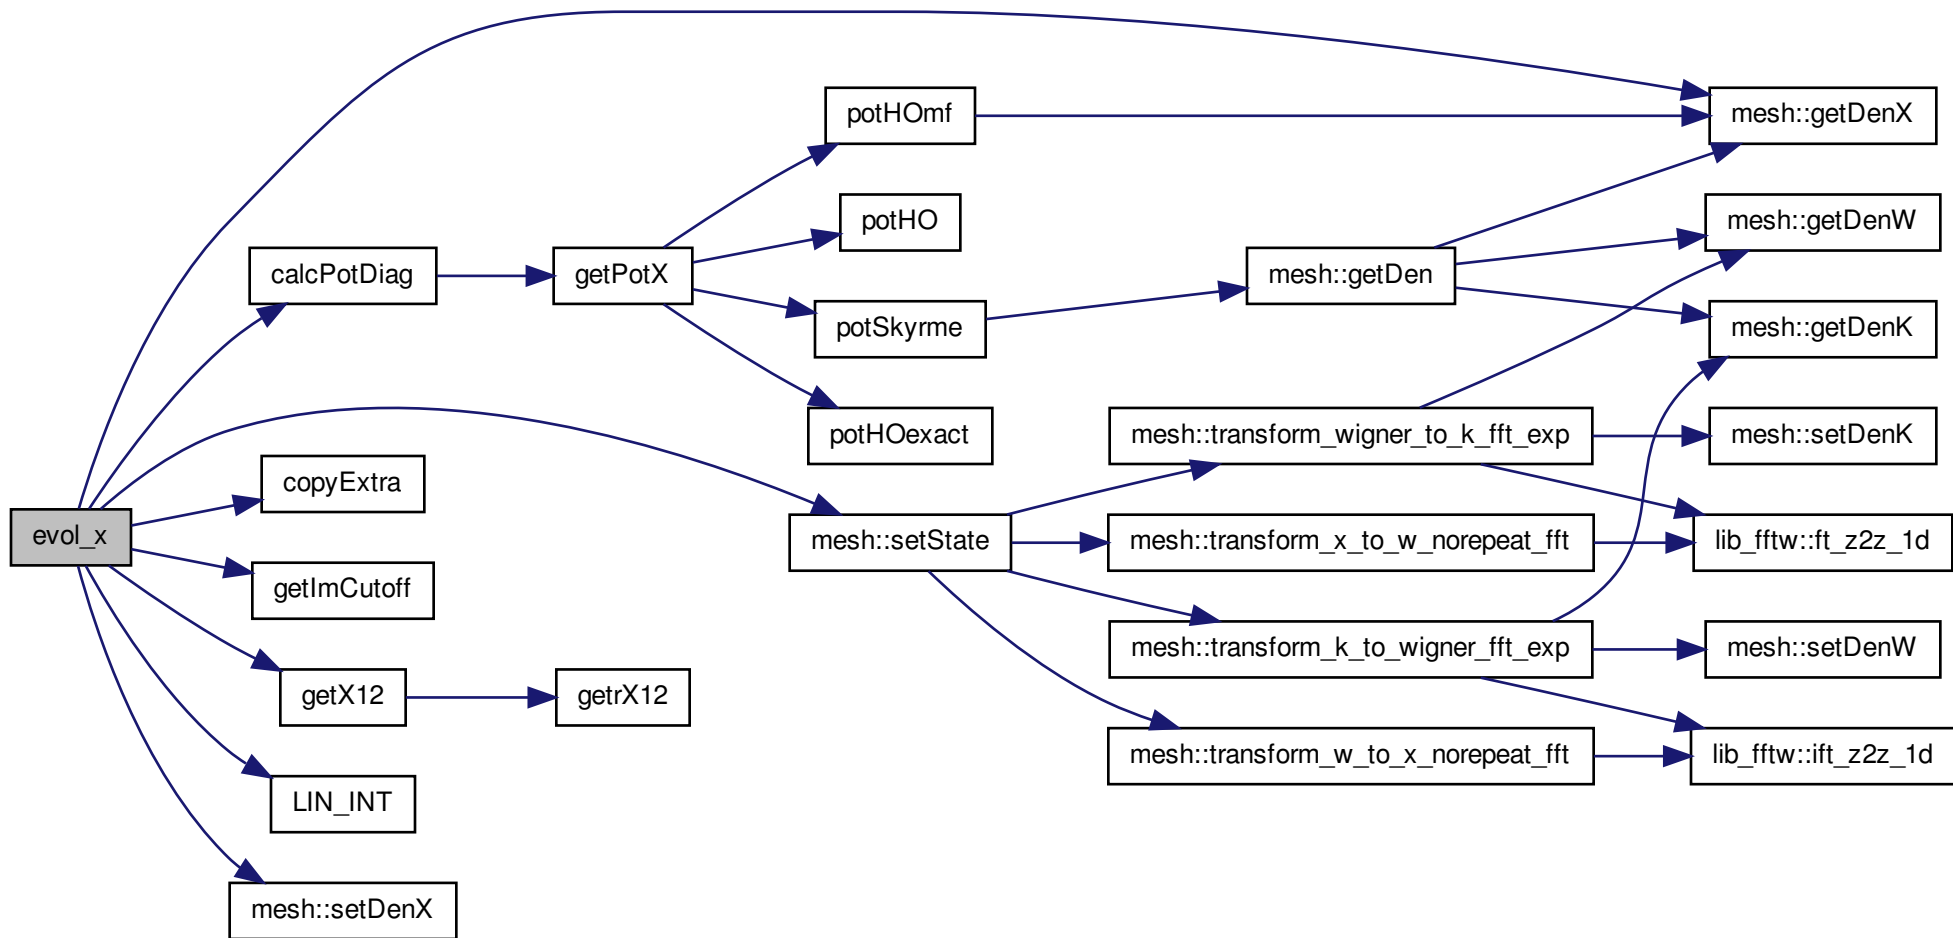 evol_x
calcPotDiag
copyExtra
getImCutoff
getX12
LIN_INT
mesh::setDenX
getPotX
getrX12
potHOmf
potHO
potSkyrme
potHOexact
mesh::setState
mesh::getDen
mesh::transform_wigner_to_k_fft_exp
mesh::transform_x_to_w_norepeat_fft
mesh::transform_k_to_wigner_fft_exp
mesh::transform_w_to_x_norepeat_fft
mesh::getDenX
mesh::getDenW
mesh::getDenK
mesh::setDenK
lib_fftw::ft_z2z_1d
mesh::setDenW
lib_fftw::ift_z2z_1d